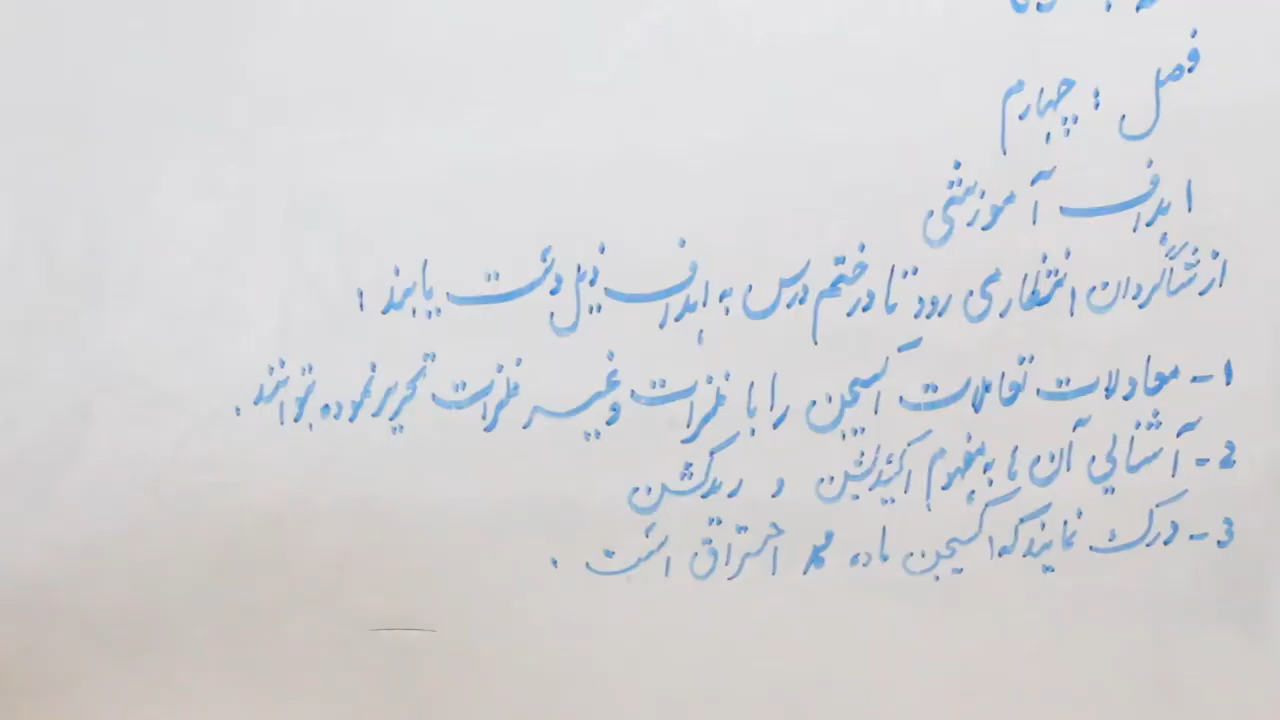 فصل : چهارم
اهداف آموزشی
از شاگردان انتظار می رود تا در ختم درس به اهداف ذیل دست یابند :
1- معادلات تعاملات آکسیجن را با فلزات و غیر فلزات تحریر نموده بتوانند .
2- آشنایی آن ها به مفهوم اکسیدیشن و ریدکشن
3- درک نمایند که اکسیجن ماده ممد احتراق است .